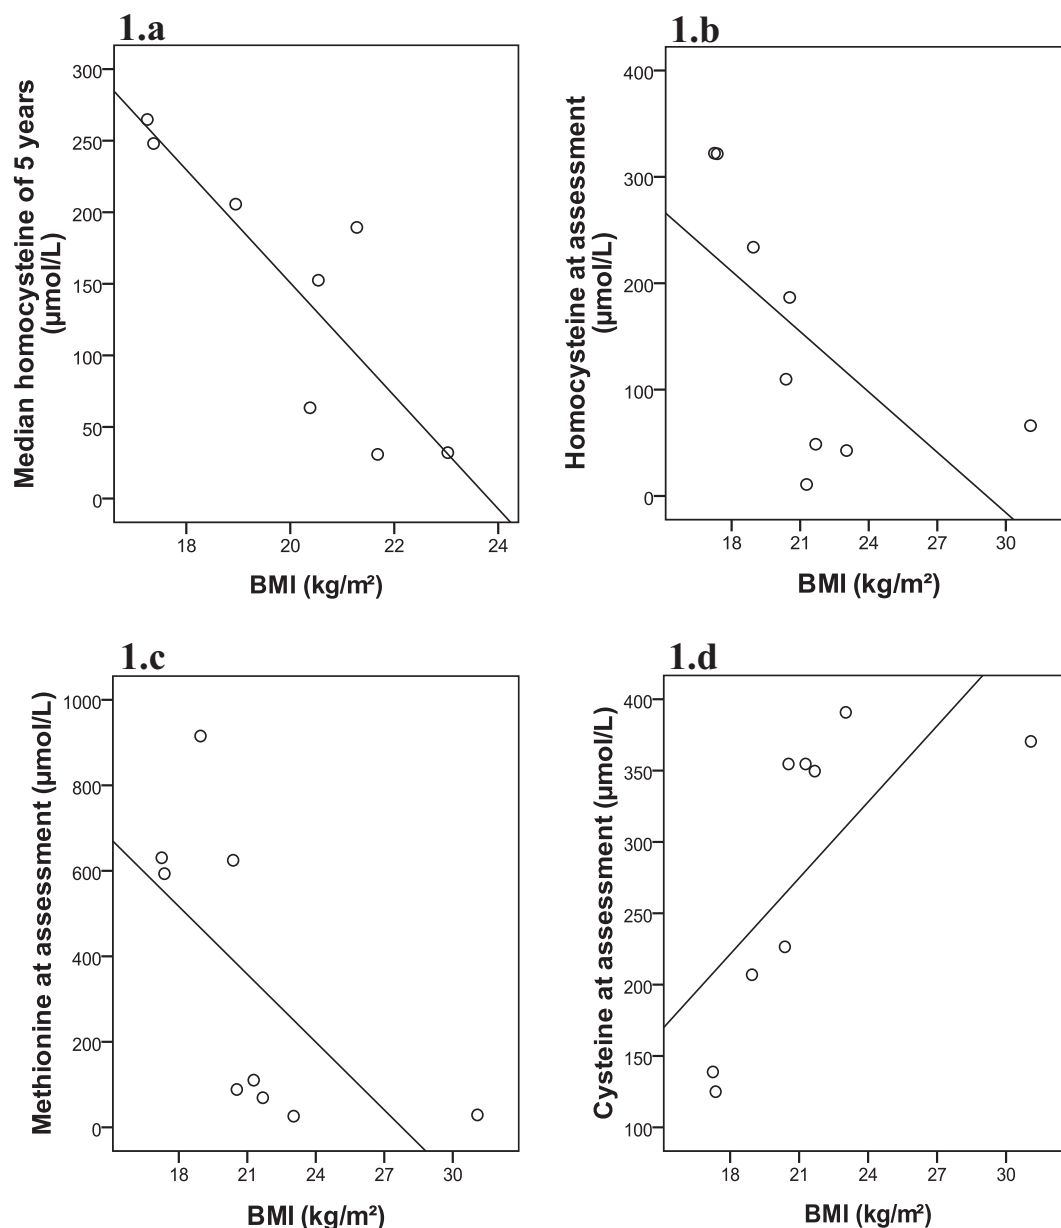 1.a
Median homocysteine of 5 years
(µmol/L)
300
250
200
150
100
50
0
18 20 22 24
BMI (kg/m²)
1.b
Homocysteine at assessment
(µmol/L)
400
300
200
100
0
18 21 24 27 30
BMI (kg/m²)
1.c
Methionine at assessment (µmol/L)
1000
800
600
400
200
0
18 21 24 27 30
BMI (kg/m²)
1.d
Cysteine at assessment (µmol/L)
400
350
300
250
200
150
100
18 21 24 27 30
BMI (kg/m²)